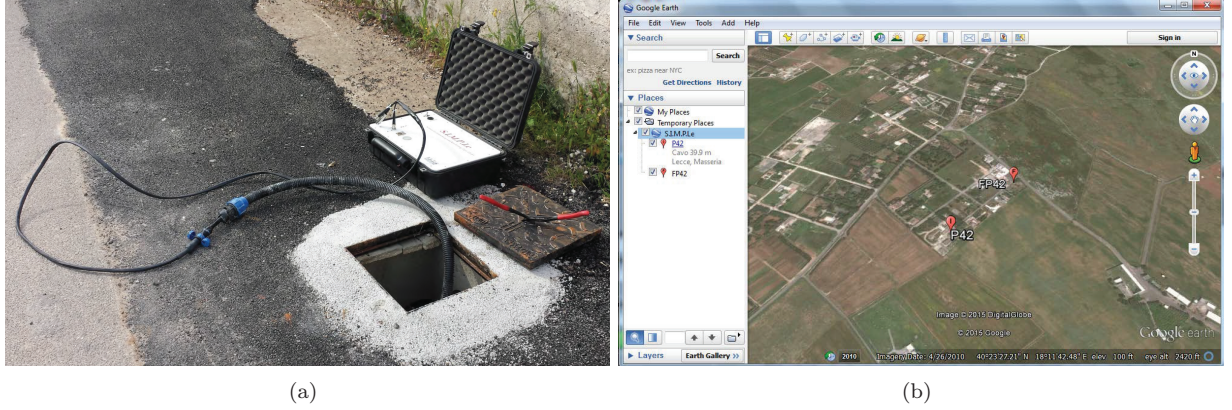 S.I.M.P.Le
Google Earth
File Edit View Tools Add Help
Search
Search
ex: pizza near NYC
Get Directions History
Places
My Places
Temporary Places
S.I.M.P.Le
P42
Cavo 39.9 m
Lecce, Masseria
FP42
Layers
Earth Gallery >>
Sign in
N
F
FP42
I
P42
Image © 2015 DigitalGlobe
© 2015 Google
Google earth
2010 Imagery Date: 4/26/2010 40°23'27.21" N 18°11'42.48" E elev 100 ft eye alt 2420 ft
(a)
(b)